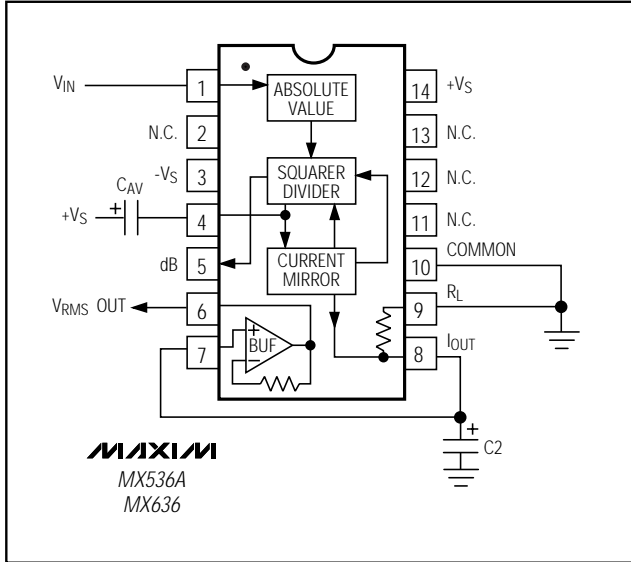 VIN 1 ABSOLUTE VALUE 14 +VS
N.C. 2 13 N.C.
-VS 3 SQUARER DIVIDER 12 N.C.
CAV
+VS + 4 11 N.C.
dB 5 CURRENT MIRROR 10 COMMON
VRMS OUT 6 9 RL
7 + BUF − 8 IOUT
+ C2
MAXIM
MX536A
MX636